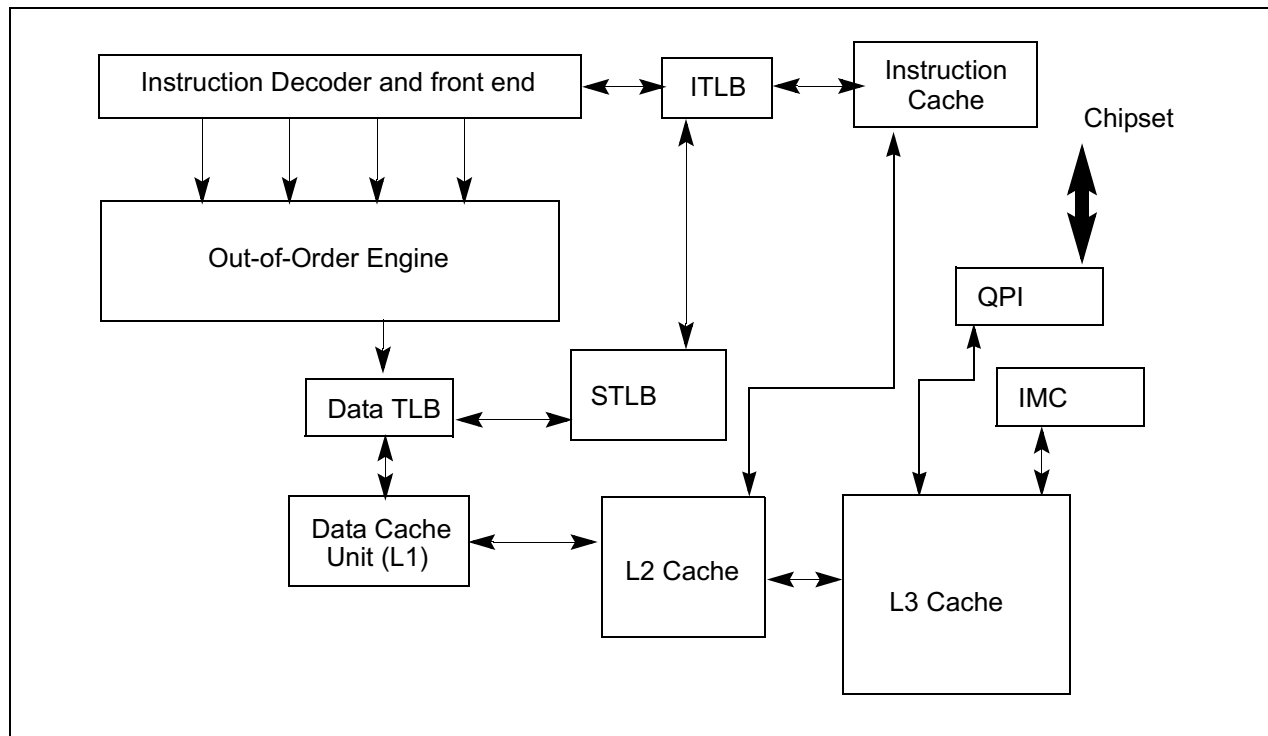 Instruction Decoder and front end
ITLB
Instruction
Cache
Chipset
Out-of-Order Engine
QPI
STLB
IMC
Data TLB
Data Cache
Unit (L1)
L2 Cache
L3 Cache